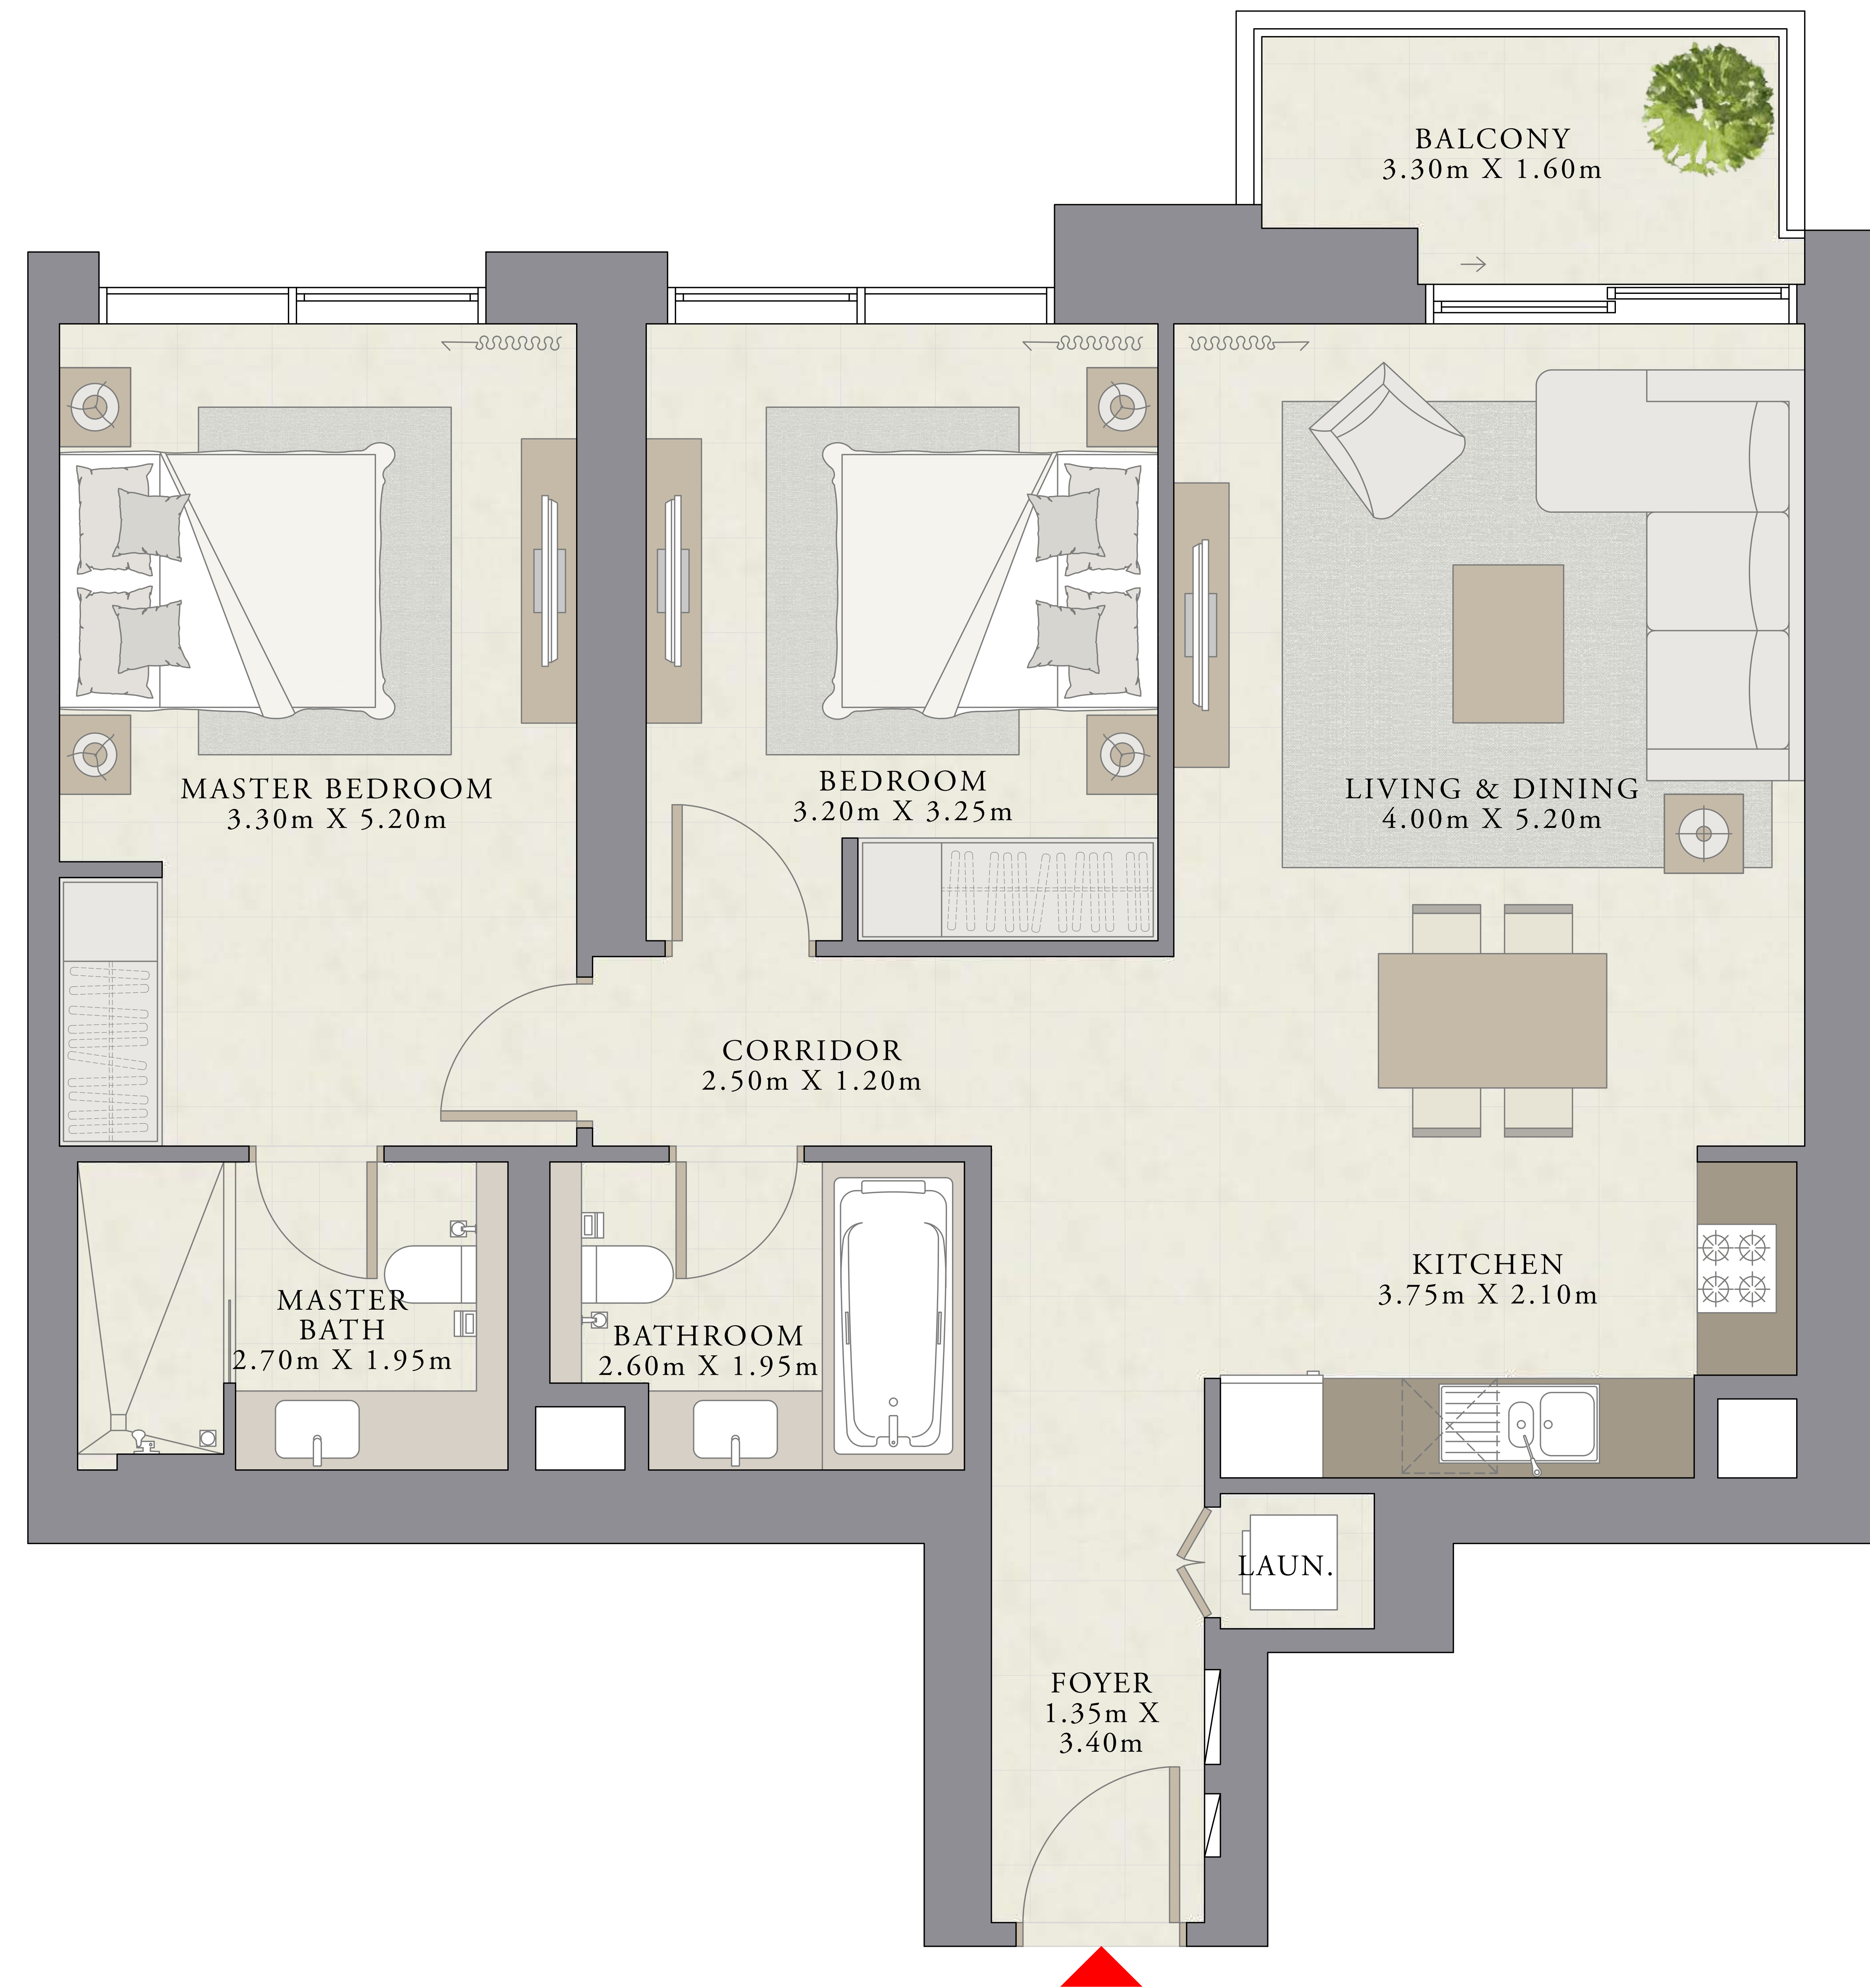 BALCONY
3.30m X 1.60m
MASTER BEDROOM
3.30m X 5.20m
BEDROOM
3.20m X 3.25m
LIVING & DINING
4.00m X 5.20m
CORRIDOR
2.50m X 1.20m
KITCHEN
3.75m X 2.10m
MASTER
BATH
2.70m X 1.95m
BATHROOM
2.60m X 1.95m
LAUN.
FOYER
1.35m X
3.40m